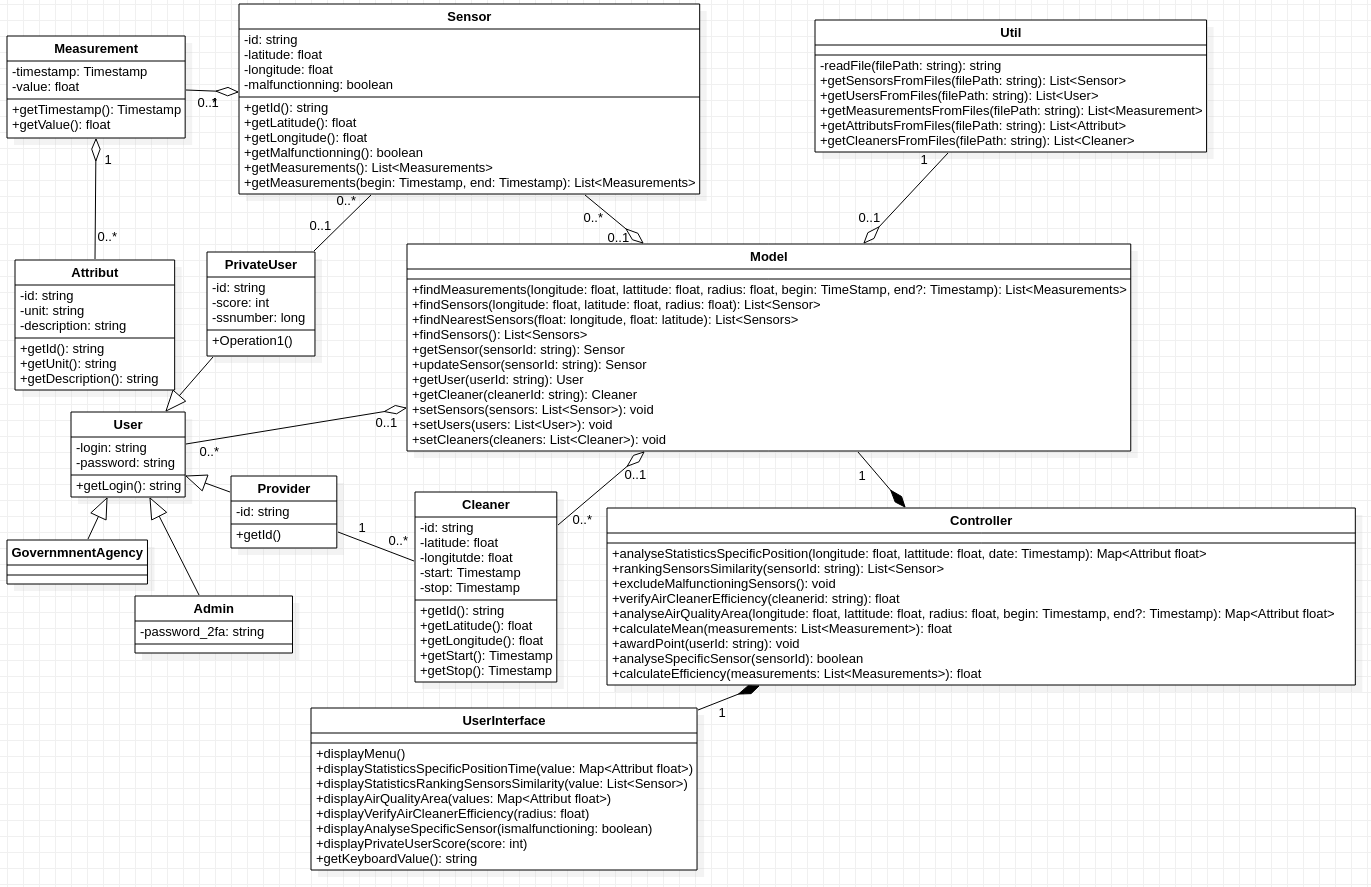 Sensor
-id: string
-latitude: float
-longitude: float
-malfunctionning: boolean
+getId(): string
+getLatitude(): float
+getLongitude(): float
+getMalfunctionning(): boolean
+getMeasurements(): List<Measurements>
+getMeasurements(begin: Timestamp, end: Timestamp): List<Measurements>
Measurement
-timestamp: Timestamp
-value: float
+getTimestamp(): Timestamp
+getValue(): float
0..1
*
1
0..*
Util
-readFile(filePath: string): string
+getSensorsFromFiles(filePath: string): List<Sensor>
+getUsersFromFiles(filePath: string): List<User>
+getMeasurementsFromFiles(filePath: string): List<Measurement>
+getAttributsFromFiles(filePath: string): List<Attribut>
+getCleanersFromFiles(filePath: string): List<Cleaner>
1
0..1
0..*
0..1
0..*
0..1
Attribut
-id: string
-unit: string
-description: string
+getId(): string
+getUnit(): string
+getDescription(): string
PrivateUser
-id: string
-score: int
-ssnumber: long
+Operation1()
Model
+findMeasurements(longitude: float, lattitude: float, radius: float, begin: TimeStamp, end?: Timestamp): List<Measurements>
+findSensors(longitude: float, latitude: float, radius: float): List<Sensor>
+findNearestSensors(float: longitude, float: latitude): List<Sensors>
+findSensors(): List<Sensors>
+getSensor(sensorId: string): Sensor
+updateSensor(sensorId: string): Sensor
+getUser(userId: string): User
+getCleaner(cleanerId: string): Cleaner
+setSensors(sensors: List<Sensor>): void
+setUsers(users: List<User>): void
+setCleaners(cleaners: List<Cleaner>): void
User
-login: string
-password: string
+getLogin(): string
0..1
0..*
Provider
-id: string
+getId()
1
0..*
Cleaner
-id: string
-latitude: float
-longitutde: float
-start: Timestamp
-stop: Timestamp
+getId(): string
+getLatitude(): float
+getLongitude(): float
+getStart(): Timestamp
+getStop(): Timestamp
0..1
0..*
1
GovernmnentAgency
Admin
-password_2fa: string
Controller
+analyseStatisticsSpecificPosition(longitude: float, lattitude: float, date: Timestamp): Map<Attribut float>
+rankingSensorsSimilarity(sensorId: string): List<Sensor>
+excludeMalfunctioningSensors(): void
+verifyAirCleanerEfficiency(cleanerid: string): float
+analyseAirQualityArea(longitude: float, lattitude: float, radius: float, begin: Timestamp, end?: Timestamp): Map<Attribut float>
+calculateMean(measurements: List<Measurement>): float
+awardPoint(userId: string): void
+analyseSpecificSensor(sensorId): boolean
+calculateEfficiency(measurements: List<Measurements>): float
1
UserInterface
+displayMenu()
+displayStatisticsSpecificPositionTime(value: Map<Attribut float>)
+displayStatisticsRankingSensorsSimilarity(value: List<Sensor>)
+displayAirQualityArea(values: Map<Attribut float>)
+displayVerifyAirCleanerEfficiency(radius: float)
+displayAnalyseSpecificSensor(ismalfunctioning: boolean)
+displayPrivateUserScore(score: int)
+getKeyboardValue(): string